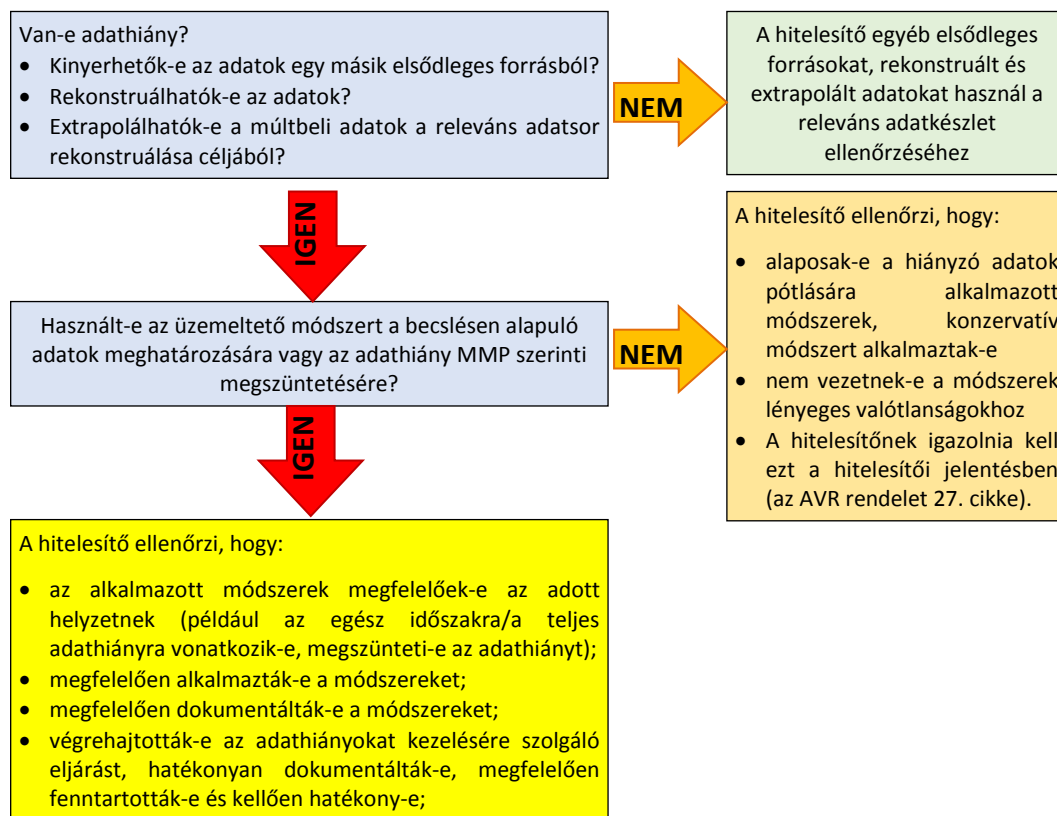 Van-e adathiány?
• Kinyerhetők-e az adatok egy másik elsődleges forrásból?
• Rekonstruálhatók-e az adatok?
• Extrapolálhatók-e a múltbeli adatok a releváns adatsor
rekonstruálása céljából?
NEM
A hitelesítő egyéb elsődleges
forrásokat, rekonstruált és
extrapolált adatokat használ a
releváns adatkészlet
ellenőrzéséhez
IGEN
Használt-e az üzemeltető módszert a becslésen alapuló
adatok meghatározására vagy az adathiány MMP szerinti
megszüntetésére?
NEM
A hitelesítő ellenőrzi, hogy:
• alaposak-e a hiányzó adatok
pótlására alkalmazott
módszerek, konzervatív
módszert alkalmaztak-e
• nem vezetnek-e a módszerek
lényeges valótlanságokhoz
• A hitelesítőnek igazolnia kell
ezt a hitelesítői jelentésben
(az AVR rendelet 27. cikke).
IGEN
A hitelesítő ellenőrzi, hogy:
• az alkalmazott módszerek megfelelőek-e az adott
helyzetnek (például az egész időszakra/a teljes
adathiányra vonatkozik-e, megszünteti-e az adathiányt);
• megfelelően alkalmazták-e a módszereket;
• megfelelően dokumentálták-e a módszereket;
• végrehajtották-e az adathiányokat kezelésére szolgáló
eljárást, hatékonyan dokumentálták-e, megfelelően
fenntartották-e és kellően hatékony-e;